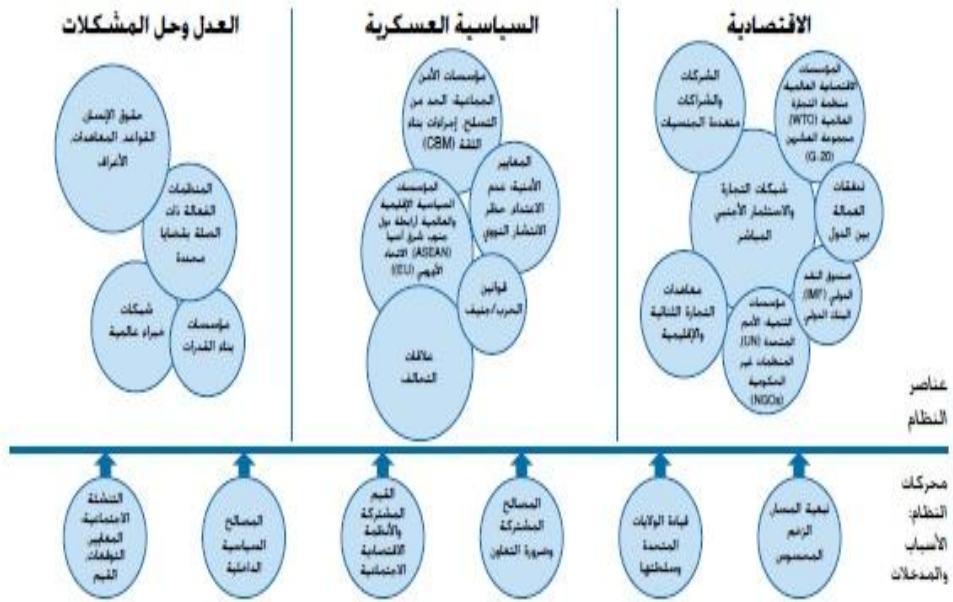 الاقتصادية
السياسية العسكرية
العدل وحل المشكلات
المؤسسات
الاقتصادية العالمية
منظمة التجارة
العالمية (WTO)،
مجموعة العشرين
(G-20)
الشركات
والشراكات
متعددة الجنسيات
شبكات التجارة
والاستثمار الأجنبي
المباشر
تدفقات
العمالة
بين الدول
صندوق النقد
الدولي (IMF)/
البنك الدولي
مؤسسات
التنمية، الأمم
المتحدة (UN)،
المنظمات غير
الحكومية
(NGOs)
معاهدات
التجارة الثنائية
والإقليمية
مؤسسات الأمن
الجماعية، الحد من
التسلح، إجراءات بناء
الثقة (CBM)
المعايير
الأمنية، عدم
الاعتداء، حظر
الانتشار النووي
المؤسسات
السياسية الإقليمية
والعالمية (رابطة دول
جنوب شرق آسيا
(ASEAN) الاتحاد
الأوروبي (EU))
قوانين
الحرب/جنيف
علاقات
التحالف
حقوق الإنسان،
القواعد، المعاهدات،
الأعراف
المنظمات
الفعالة ذات
الصلة بقضايا
محددة
شبكات
خبراء عالمية
مؤسسات
بناء القدرات
عناصر
النظام
محركات
النظام:
الأسباب
والمدخلات
تبعية المسار
الزخم
المحسوس
قيادة الولايات
المتحدة
وسلطتها
المصالح
المشتركة
وضرورة التعاون
القيم
المشتركة
والأنظمة
الاقتصادية
الاجتماعية
المصالح
السياسية
الداخلية
التنشئة
الاجتماعية،
المعايير،
التوقعات،
القيم